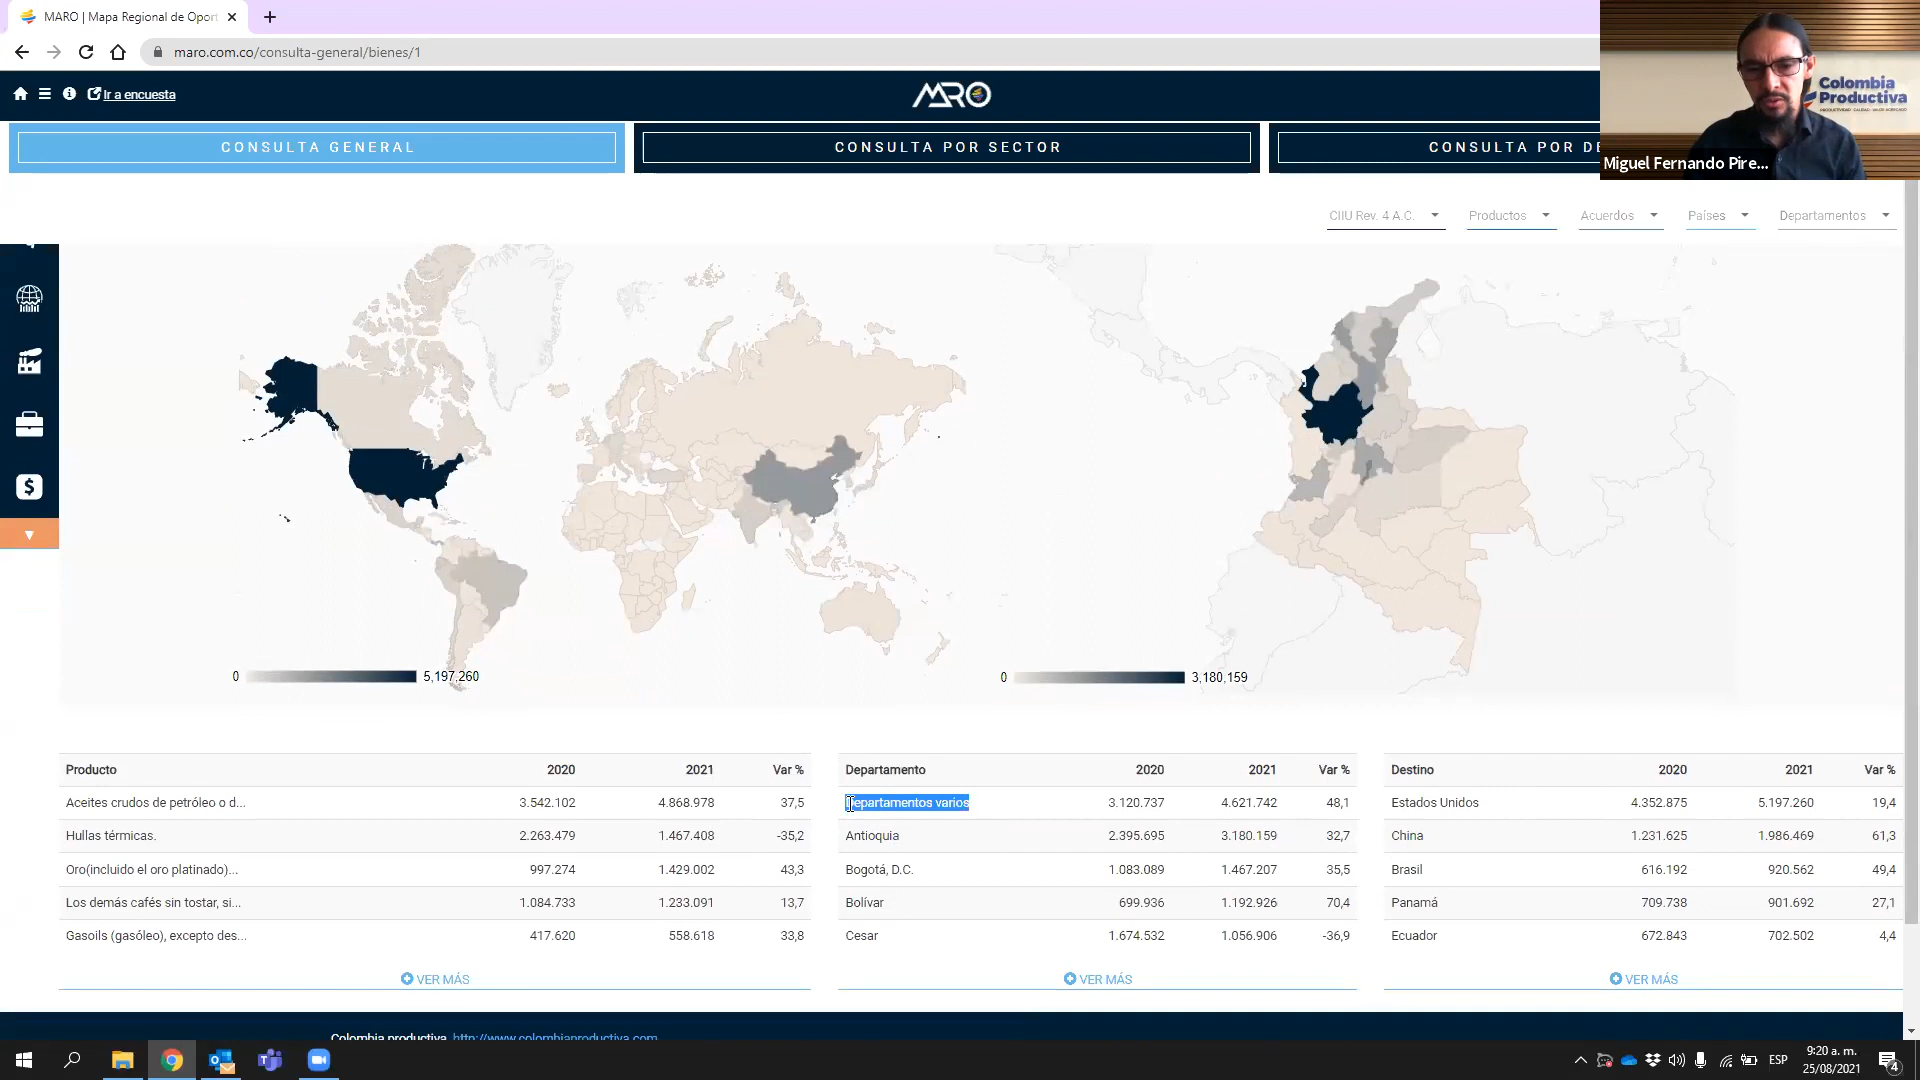 MARO | Mapa Regional de Oport
maro.com.co/consulta-general/bienes/1
Ir a encuesta
MRO
Colombia
Productiva
Miguel Fernando Pire...
CONSULTA GENERAL
CONSULTA POR SECTOR
CONSULTA POR DE
CIIU Rev. 4 A.C.
Productos
Acuerdos
Países
Departamentos
0
5,197,260
0
3,180,159
Producto 2020 2021 Var %
Aceites crudos de petróleo o d... 3.542.102 4.868.978 37,5
Hullas térmicas. 2.263.479 1.467.408 -35,2
Oro(incluido el oro platinado)... 997.274 1.429.002 43,3
Los demás cafés sin tostar, si... 1.084.733 1.233.091 13,7
Gasoils (gasóleo), excepto des... 417.620 558.618 33,8
VER MÁS
Departamento 2020 2021 Var %
Departamentos varios 3.120.737 4.621.742 48,1
Antioquia 2.395.695 3.180.159 32,7
Bogotá, D.C. 1.083.089 1.467.207 35,5
Bolívar 699.936 1.192.926 70,4
Cesar 1.674.532 1.056.906 -36,9
VER MÁS
Destino 2020 2021 Var %
Estados Unidos 4.352.875 5.197.260 19,4
China 1.231.625 1.986.469 61,3
Brasil 616.192 920.562 49,4
Panamá 709.738 901.692 27,1
Ecuador 672.843 702.502 4,4
VER MÁS
Colombia productiva. http://www.colombiaproductiva.com
ESP
9:20 a. m.
25/08/2021
4